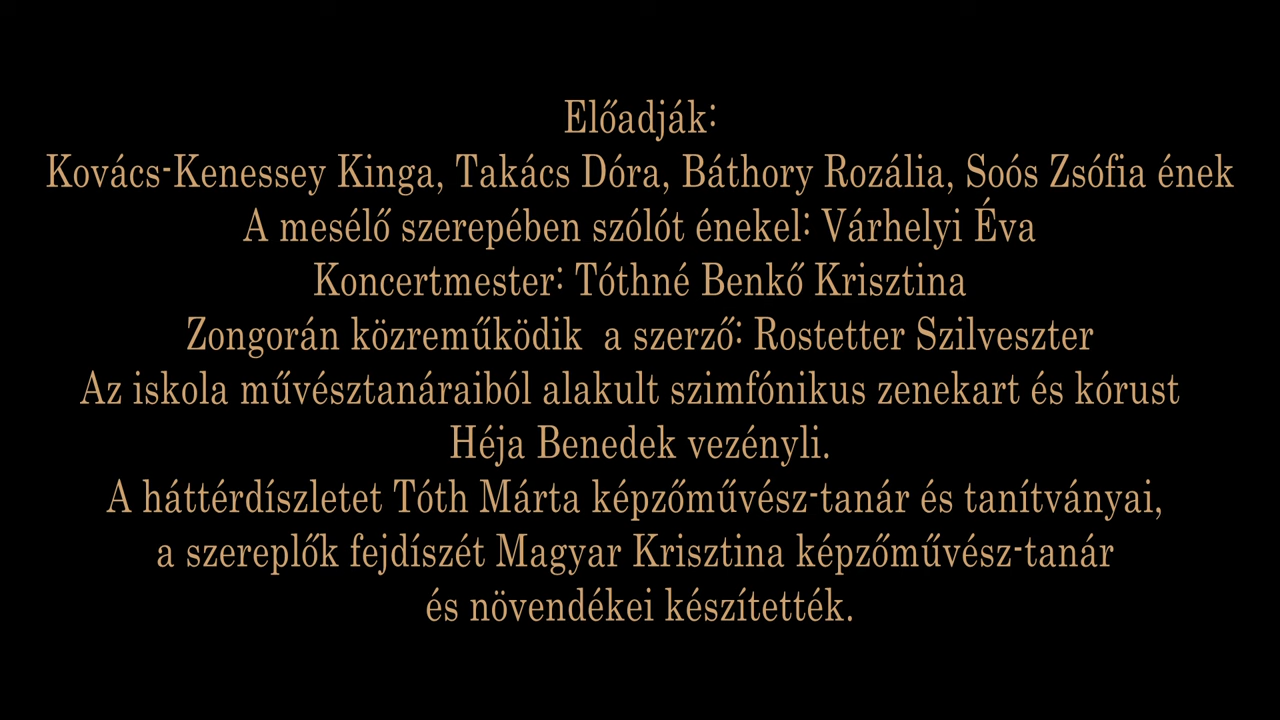 Előadják:
Kovács-Kenessey Kinga, Takács Dóra, Báthory Rozália, Soós Zsófia ének
A mesélő szerepében szólót énekel: Várhelyi Éva
Koncertmester: Tóthné Benkő Krisztina
Zongorán közreműködik  a szerző: Rostetter Szilveszter
Az iskola művésztanáraiból alakult szimfónikus zenekart és kórust
Héja Benedek vezényli.
A háttérdíszletet Tóth Márta képzőművész-tanár és tanítványai,
a szereplők fejdíszét Magyar Krisztina képzőművész-tanár
és növendékei készítették.